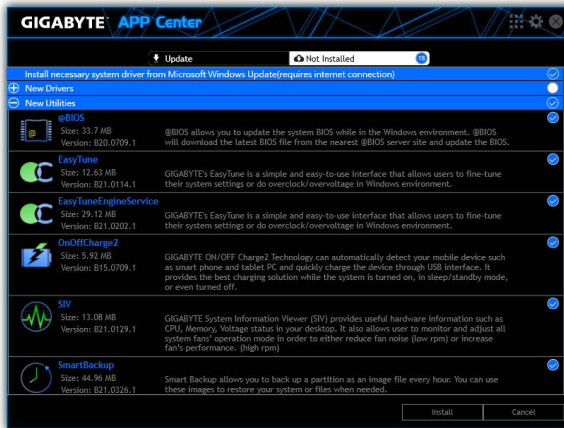 GIGABYTE™ APP Center
Update
Not Installed
18
Install necessary system driver from Microsoft Windows Update(requires internet connection)
New Drivers
New Utilities
@BIOS
Size: 33.7 MB
Version: B20.0709.1
@BIOS allows you to update the system BIOS while in the Windows environment. @BIOS
will download the latest BIOS file from the nearest @BIOS server site and update the BIOS.
EasyTune
Size: 12.63 MB
Version: B21.0114.1
GIGABYTE's EasyTune is a simple and easy-to-use interface that allows users to fine-tune
their system settings or do overclock/overvoltage in Windows environment.
EasyTuneEngineService
Size: 29.12 MB
Version: B21.0202.1
GIGABYTE's EasyTune is a simple and easy-to-use interface that allows users to fine-tune
their system settings or do overclock/overvoltage in Windows environment.
OnOffCharge2
Size: 5.92 MB
Version: B15.0709.1
GIGABYTE ON/OFF Charge2 Technology can automatically detect your mobile device such
as smart phone and tablet PC and quickly charge the device through USB interface. It
provides the best charging solution while the system is turned on, in sleep/standby mode,
or even turned off.
SIV
Size: 13.08 MB
Version: B21.0129.1
GIGABYTE System Information Viewer (SIV) provides useful hardware information such as
CPU, Memory, Voltage status in your desktop. It also allows user to monitor and adjust all
system fans' operation mode in order to either reduce fan noise (low rpm) or increase
fan's performance. (high rpm)
SmartBackup
Size: 44.96 MB
Version: B21.0326.1
Smart Backup allows you to back up a partition as an image file every hour. You can use
these images to restore your system or files when needed.
Install
Cancel